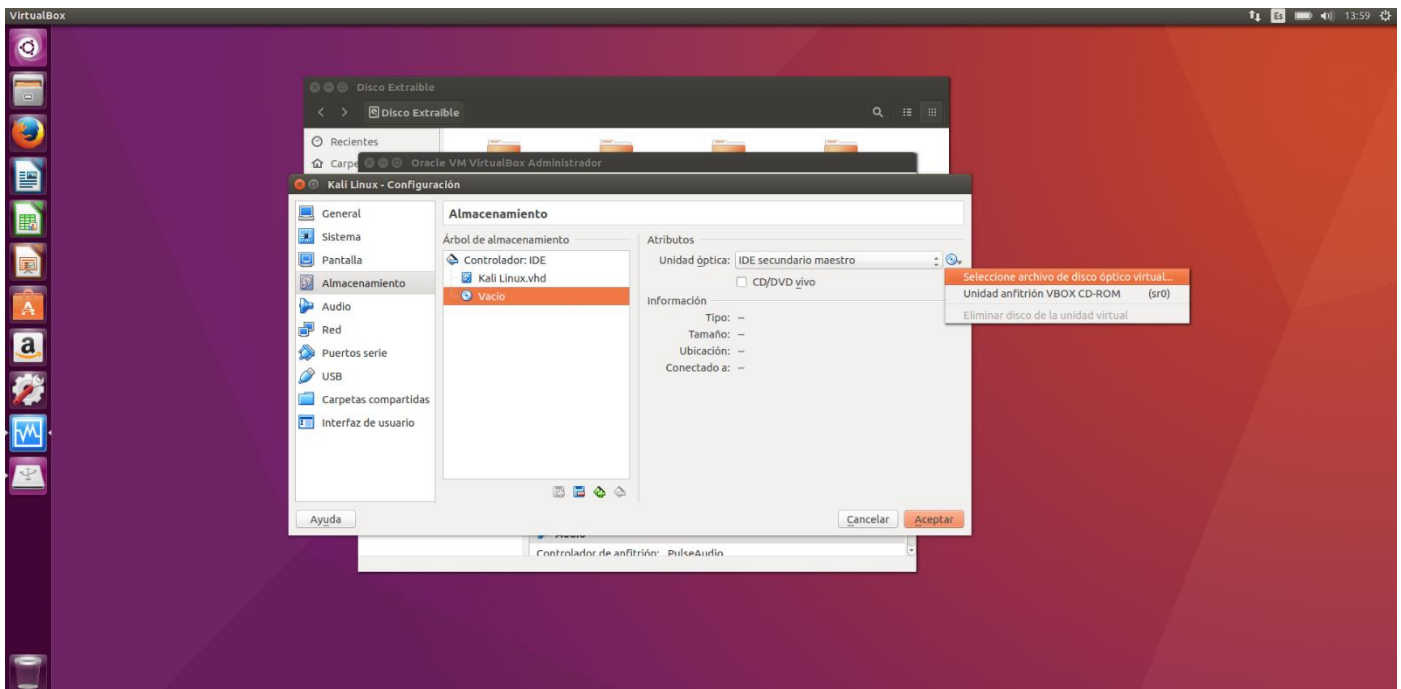 VirtualBox
Es
13:59
Disco Extraible
Disco Extraible
Recientes
Carpe
Oracle VM VirtualBox Administrador
Kali Linux - Configuración
General
Sistema
Pantalla
Almacenamiento
Audio
Red
Puertos serie
USB
Carpetas compartidas
Interfaz de usuario
Almacenamiento
Árbol de almacenamiento
Controlador: IDE
Kali Linux.vhd
Vacío
Atributos
Unidad óptica: IDE secundario maestro
CD/DVD vivo
Información
Tipo: --
Tamaño: --
Ubicación: --
Conectado a: --
Seleccione archivo de disco óptico virtual...
Unidad anfitrión VBOX CD-ROM (sr0)
Eliminar disco de la unidad virtual
Ayuda
Cancelar
Aceptar
Audio
Controlador de anfitrión: PulseAudio